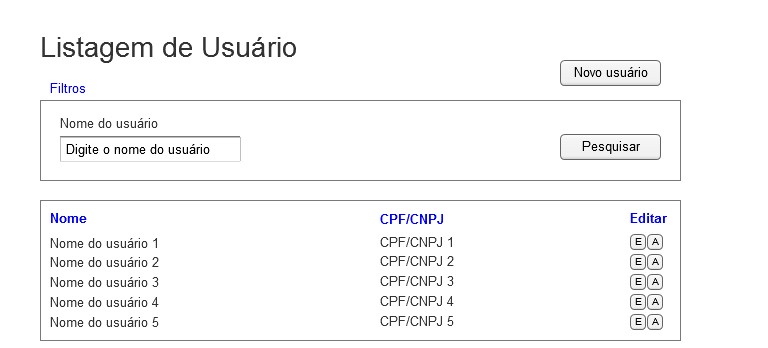 Listagem de Usuário
Novo usuário
Filtros
Nome do usuário
Digite o nome do usuário
Pesquisar
Nome CPF/CNPJ Editar
Nome do usuário 1 CPF/CNPJ 1 E A
Nome do usuário 2 CPF/CNPJ 2 E A
Nome do usuário 3 CPF/CNPJ 3 E A
Nome do usuário 4 CPF/CNPJ 4 E A
Nome do usuário 5 CPF/CNPJ 5 E A